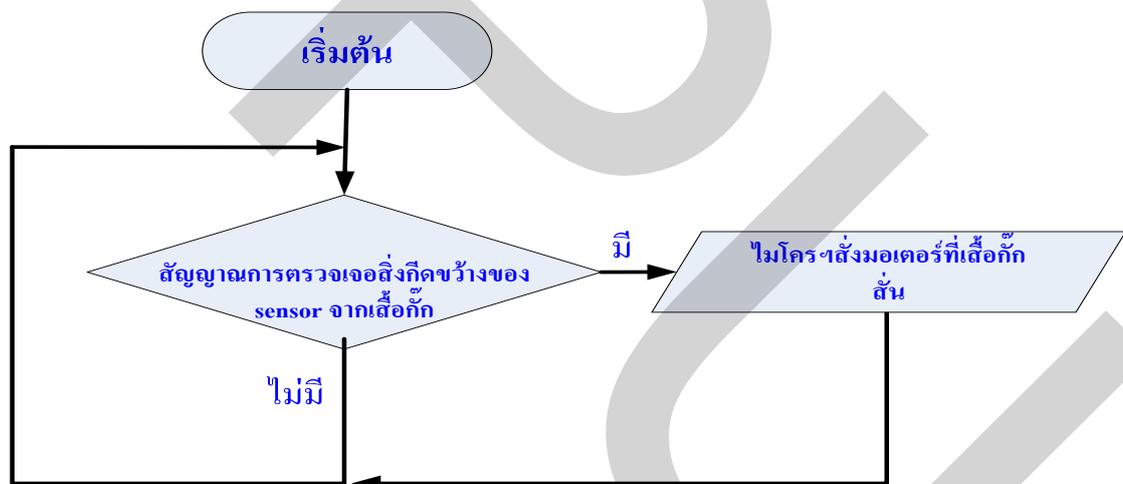 เริ่มต้น
สัญญาณการตรวจเจอสิ่งกีดขวางของ
sensor จากเสื้อกั๊ก
มี
ไมโครฯสั่งมอเตอร์ที่เสื้อกั๊ก
สั่น
ไม่มี